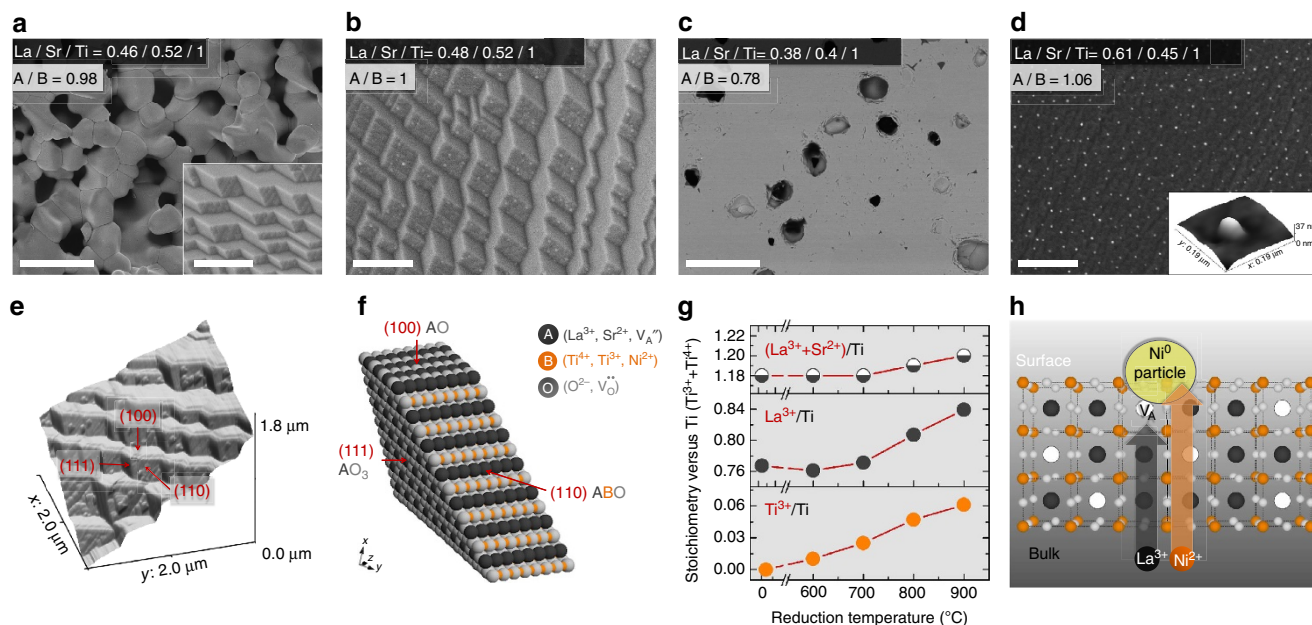 a
La / Sr / Ti = 0.46 / 0.52 / 1
A / B = 0.98
b
La / Sr / Ti= 0.48 / 0.52 / 1
A / B = 1
c
La / Sr / Ti= 0.38 / 0.4 / 1
A / B = 0.78
d
La / Sr / Ti = 0.61 / 0.45 / 1
A / B = 1.06
37 nm
0 nm
y: 0.19 μm
x: 0.19 μm
e
(100)
(111)
(110)
1.8 μm
0.0 μm
x: 2.0 μm
y: 2.0 μm
f
(100) AO
(111)
AO₃
(110) ABO
A (La³⁺, Sr²⁺, V_A″)
B (Ti⁴⁺, Ti³⁺, Ni²⁺)
O (O²⁻, V_O^••)
x
z
y
g
Stoichiometry versus Ti (Ti³⁺+Ti⁴⁺)
1.22
1.20
1.18
(La³⁺+Sr²⁺)/Ti
0.84
0.80
0.76
La³⁺/Ti
0.06
0.03
0.00
Ti³⁺/Ti
0 600 700 800 900
Reduction temperature (°C)
h
Surface
Ni⁰
particle
V_A
Bulk
La³⁺
Ni²⁺